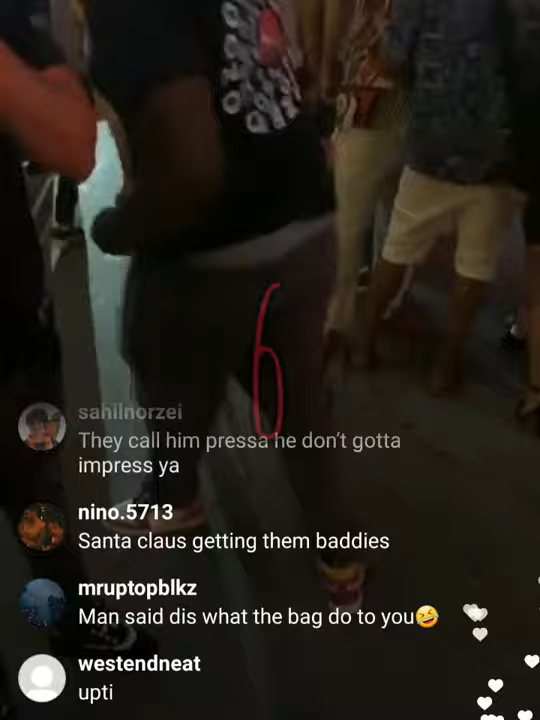 6
sahilnorzei
They call him pressa he don't gotta
impress ya
nino.5713
Santa claus getting them baddies
mruptopblkz
Man said dis what the bag do to you🤣
westendneat
upti